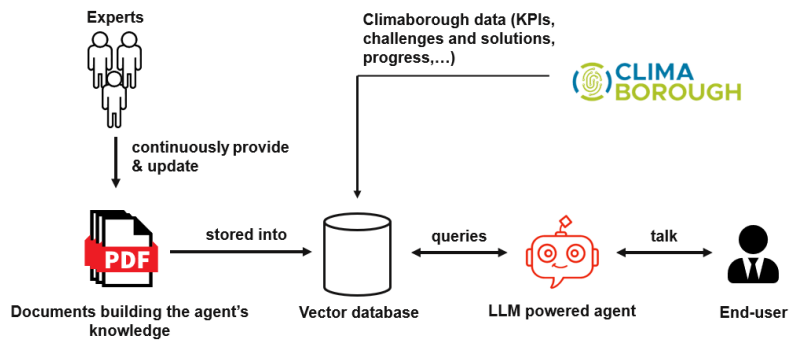 Experts
Climaborough data (KPIs,
challenges and solutions,
progress,...)
CLIMA
BOROUGH
continuously provide
& update
PDF
stored into
queries
talk
Documents building the agent's
knowledge
Vector database
LLM powered agent
End-user